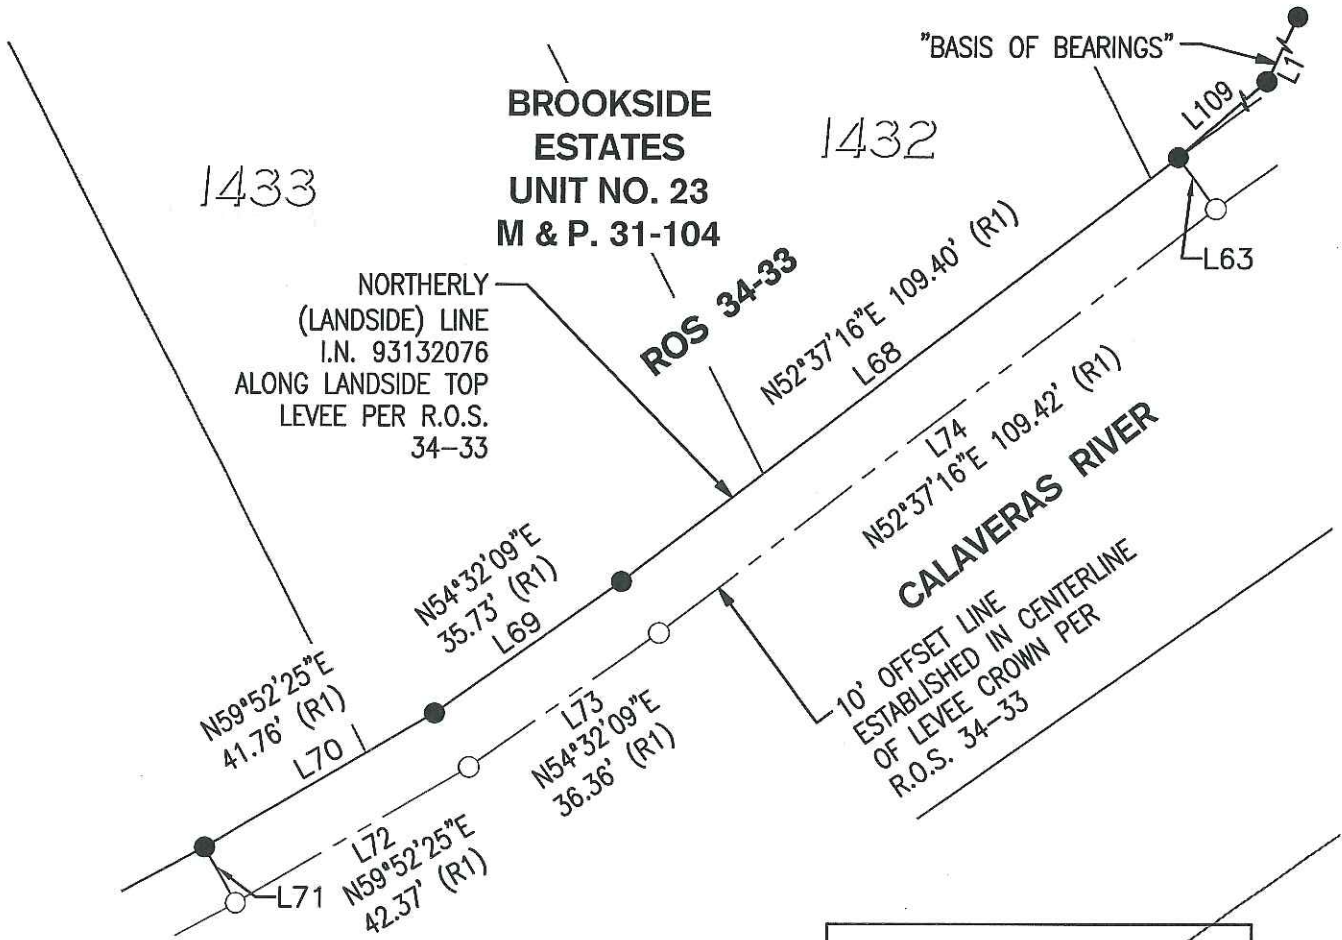 "BASIS OF BEARINGS"
L1
L109
BROOKSIDE
ESTATES
UNIT NO. 23
M & P. 31-104
1432
1433
L63
NORTHERLY
(LANDSIDE) LINE
I.N. 93132076
ALONG LANDSIDE TOP
LEVEE PER R.O.S.
34-33
ROS 34-33
N52°37'16"E 109.40' (R1)
L68
L74
N52°37'16"E 109.42' (R1)
CALAVERAS RIVER
10' OFFSET LINE
ESTABLISHED IN CENTERLINE
OF LEVEE CROWN PER
R.O.S. 34-33
N54°32'09"E
35.73' (R1)
L69
L73
N54°32'09"E
36.36' (R1)
N59°52'25"E
41.76' (R1)
L70
L72
N59°52'25"E
42.37' (R1)
L71